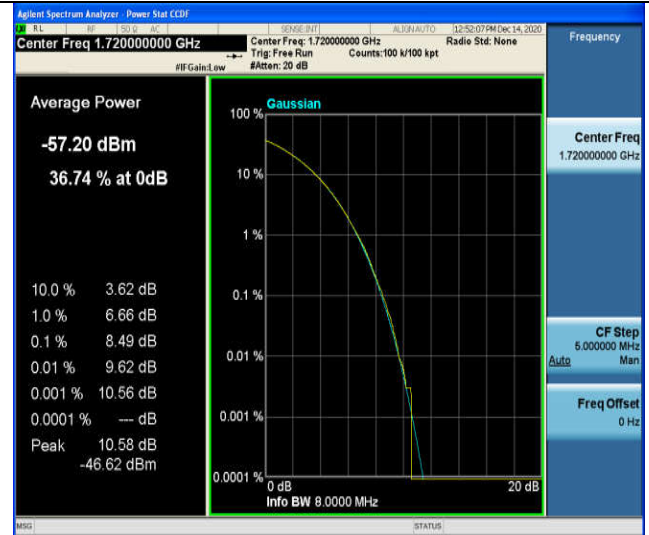 Agilent Spectrum Analyzer - Power Stat CCDF
RL RF 50 Ω AC SENSE:INT ALIGN AUTO 12:52:07 PM Dec 14, 2020
Center Freq 1.720000000 GHz
Center Freq: 1.720000000 GHz Radio Std: None
Trig: Free Run Counts:100 k/100 kpt
#IFGain:Low #Atten: 20 dB
Frequency
Center Freq
1.720000000 GHz
CF Step
5.000000 MHz
Auto Man
Freq Offset
0 Hz
Average Power
-57.20 dBm
36.74 % at 0dB
10.0 % 3.62 dB
1.0 % 6.66 dB
0.1 % 8.49 dB
0.01 % 9.62 dB
0.001 % 10.56 dB
0.0001 % --- dB
Peak 10.58 dB
-46.62 dBm
Gaussian
100 %
10 %
1 %
0.1 %
0.01 %
0.001 %
0.0001 %
0 dB 20 dB
Info BW 8.0000 MHz
MSG STATUS